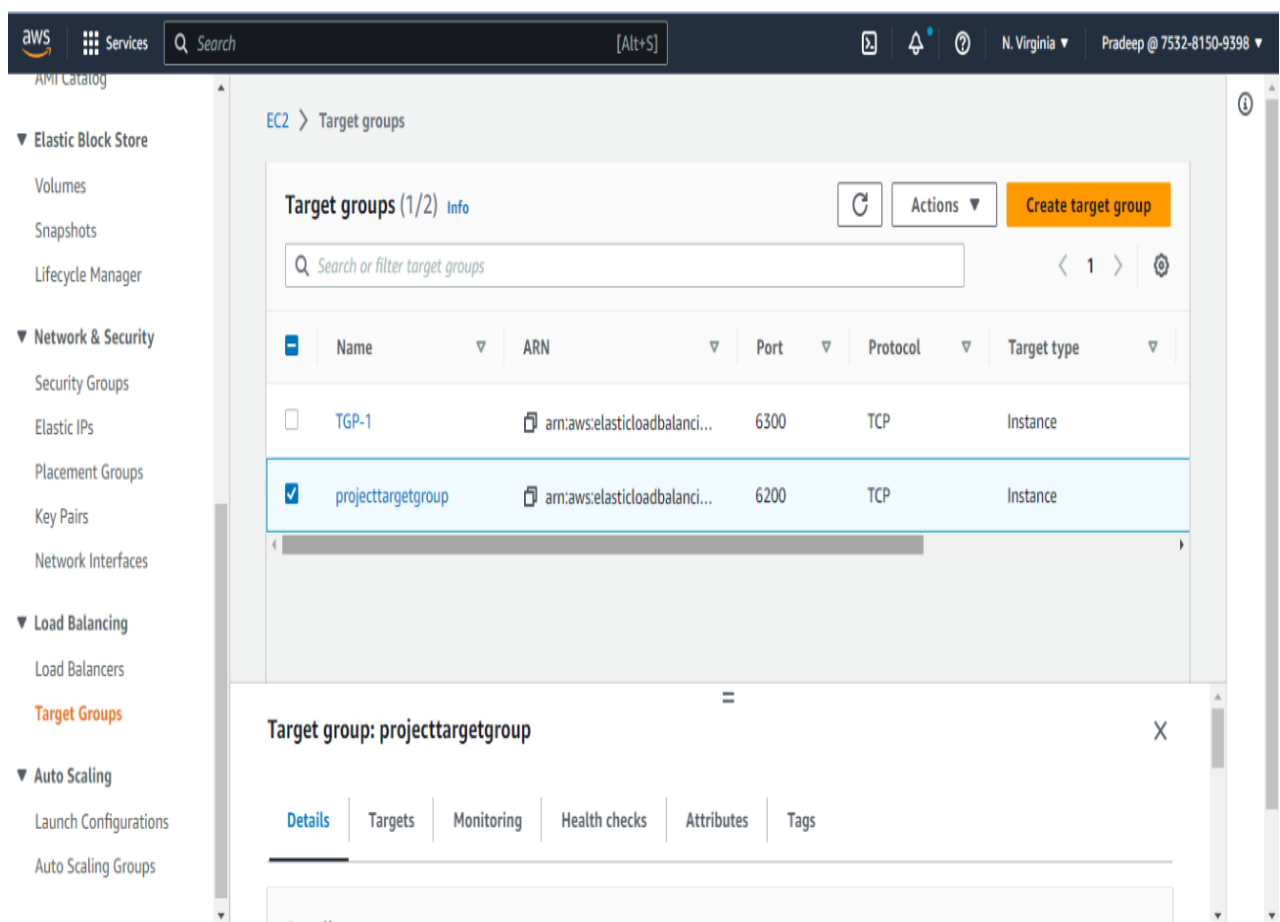 aws Services Search [Alt+S] N. Virginia ▼ Pradeep @ 7532-8150-9398 ▼
AMI Catalog
▼ Elastic Block Store
Volumes
Snapshots
Lifecycle Manager
▼ Network & Security
Security Groups
Elastic IPs
Placement Groups
Key Pairs
Network Interfaces
▼ Load Balancing
Load Balancers
Target Groups
▼ Auto Scaling
Launch Configurations
Auto Scaling Groups
EC2 > Target groups
Target groups (1/2) Info Actions ▼ Create target group
Search or filter target groups < 1 >
Name ARN Port Protocol Target type
TGP-1 arn:aws:elasticloadbalanci... 6300 TCP Instance
projecttargetgroup arn:aws:elasticloadbalanci... 6200 TCP Instance
Target group: projecttargetgroup X
Details Targets Monitoring Health checks Attributes Tags